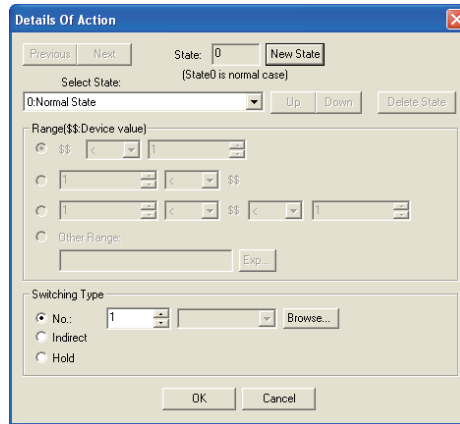 Details Of Action
Previous Next State: 0 New State
(State0 is normal case)
Select State:
0:Normal State Up Down Delete State
Range($$:Device value)
$$ < 1
1 < $$
1 < $$ < 1
Other Range:
Exp...
Switching Type
No.: 1 Browse...
Indirect
Hold
OK Cancel